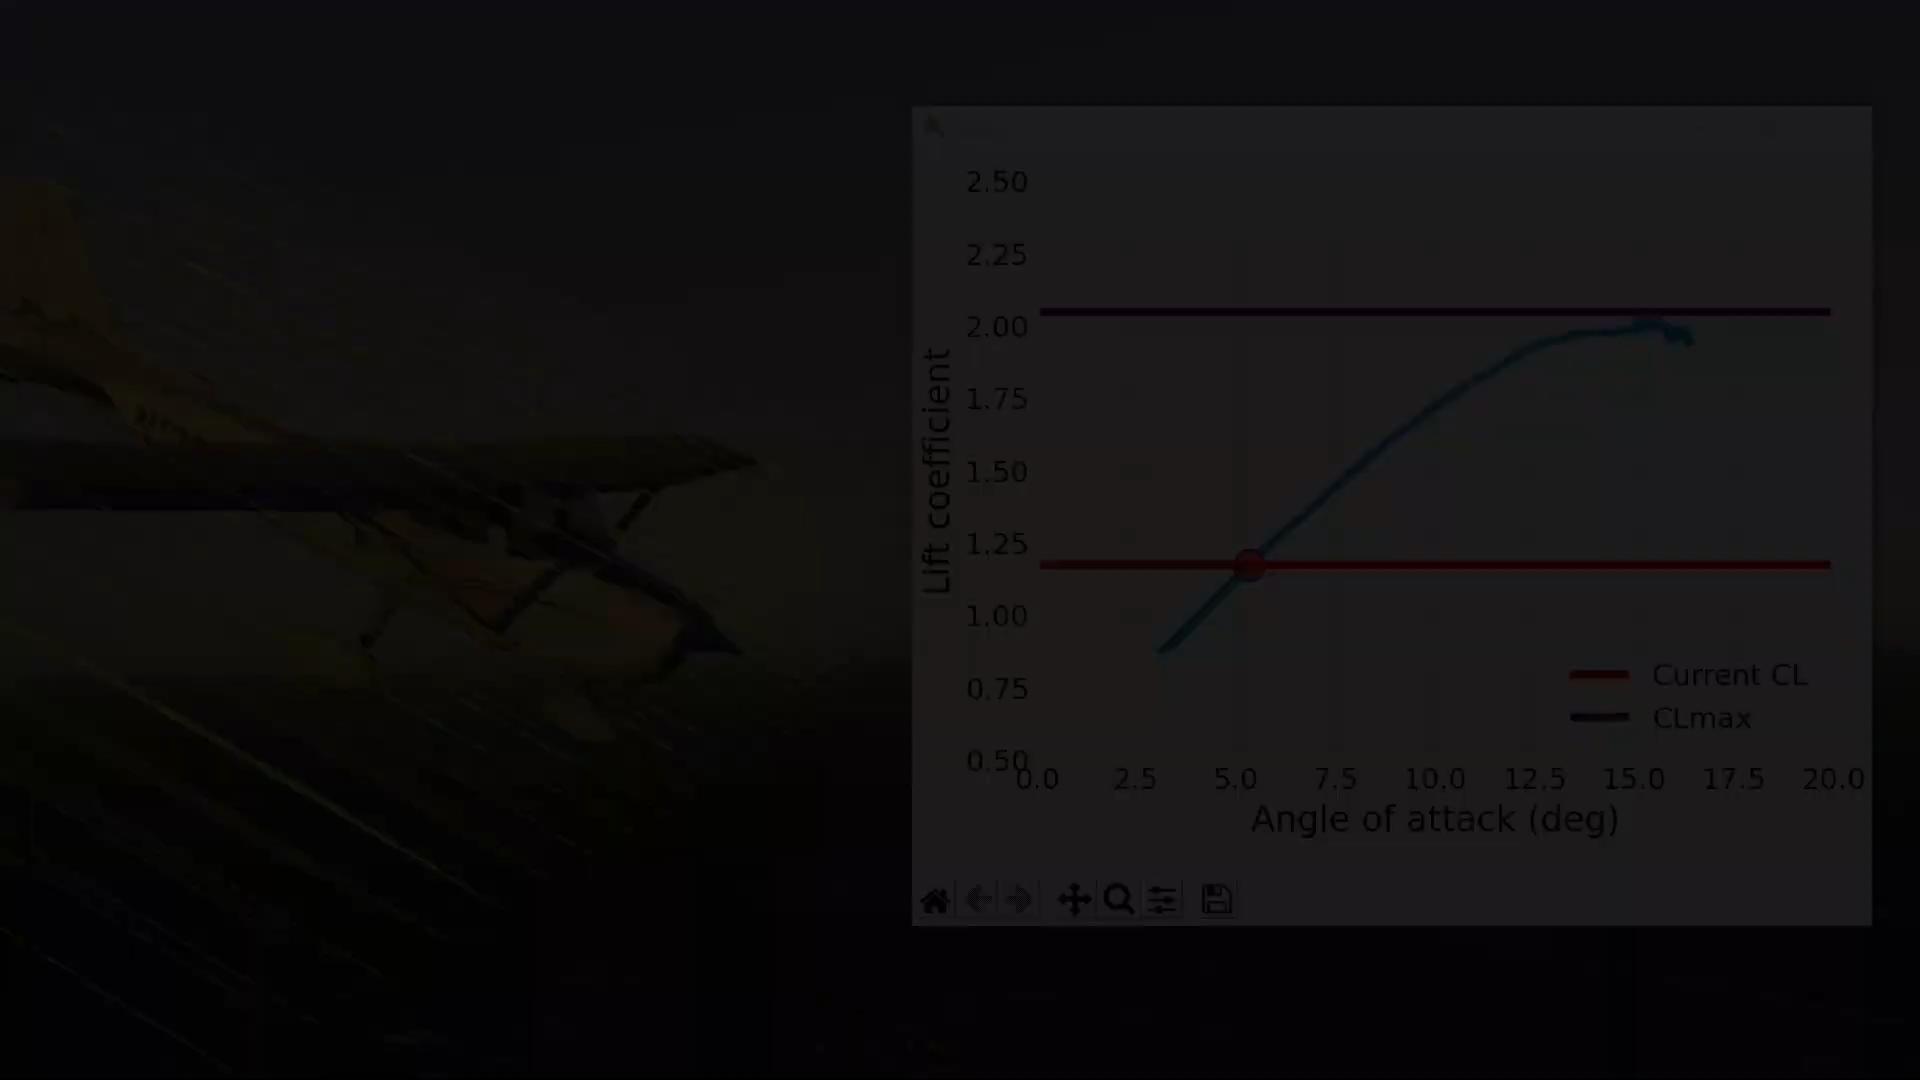 2.50
2.25
2.00
1.75
1.50
1.25
1.00
0.75
0.50
Lift coefficient
Current CL
CLmax
0.0 2.5 5.0 7.5 10.0 12.5 15.0 17.5 20.0
Angle of attack (deg)